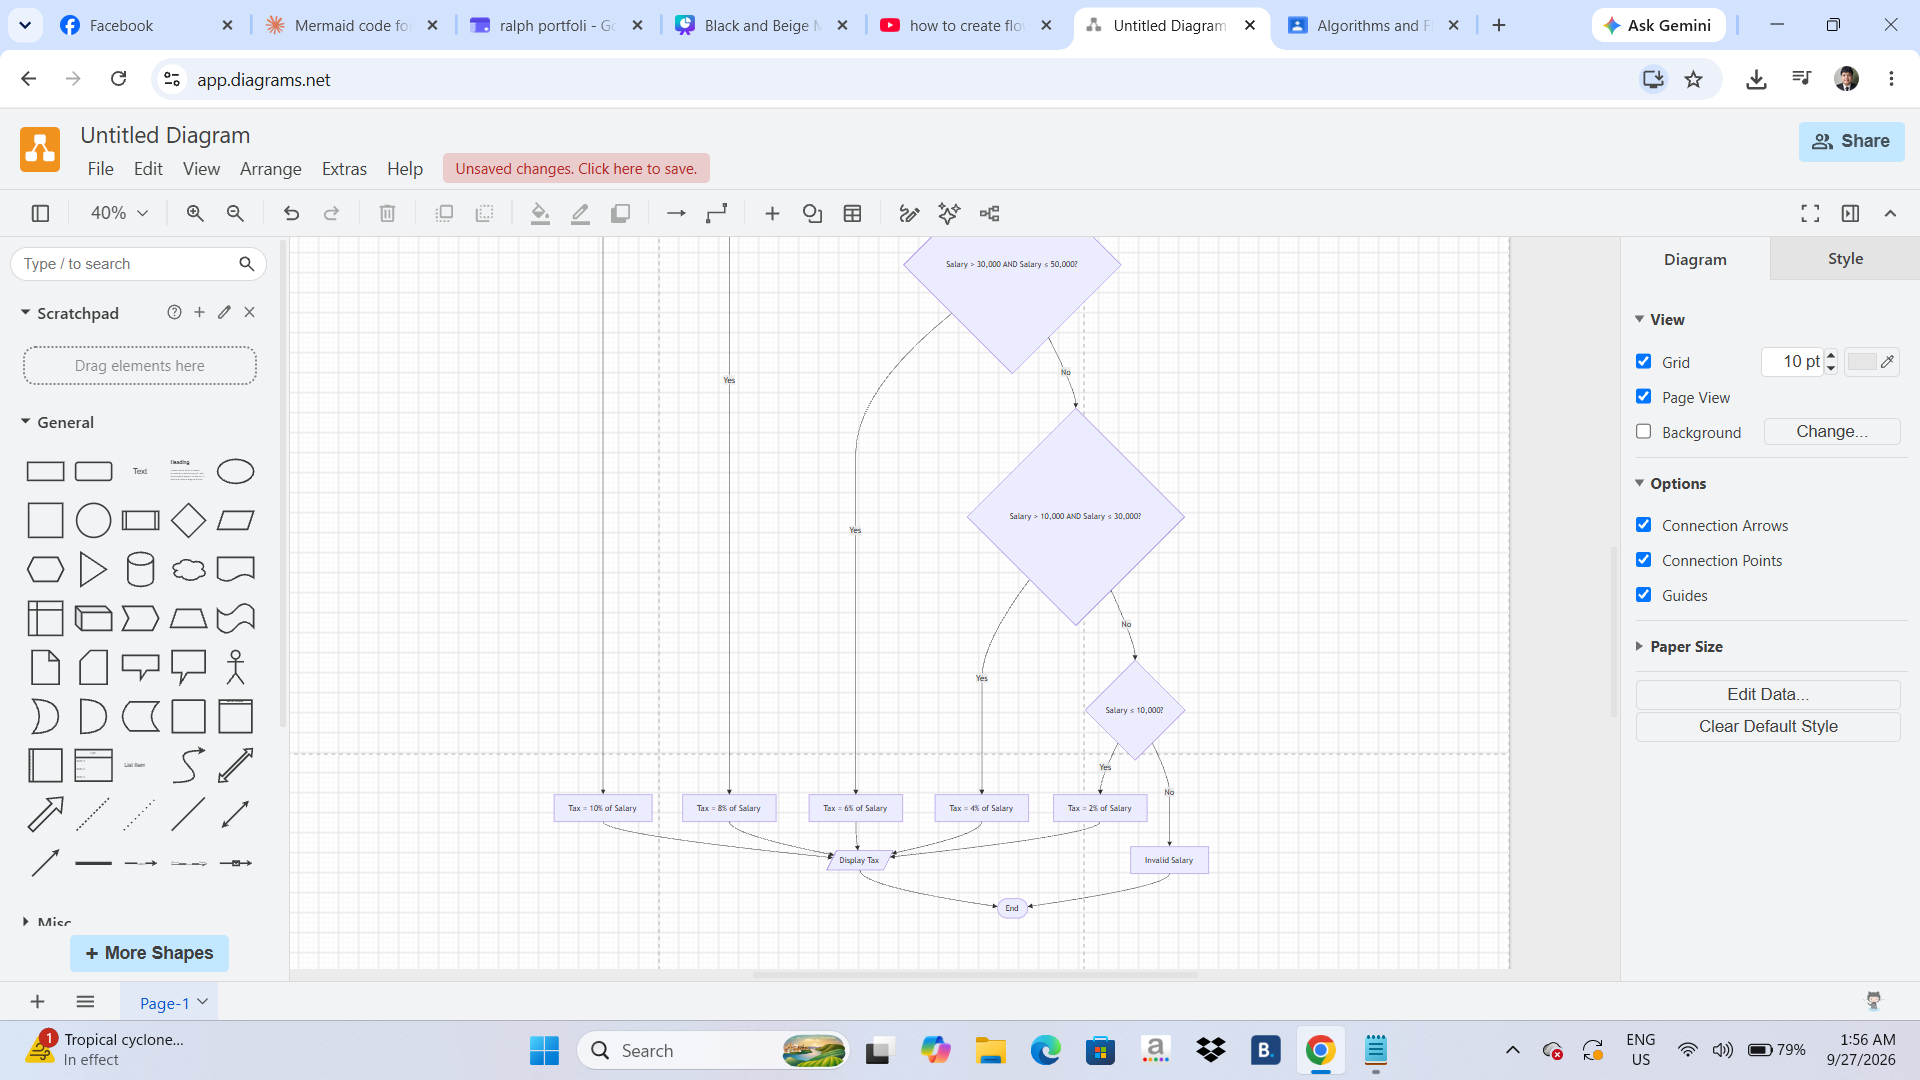 Facebook
Mermaid code fo
ralph portfoli - Go
Black and Beige M
how to create flo
Untitled Diagram
Algorithms and F
Ask Gemini
app.diagrams.net
Untitled Diagram
File Edit View Arrange Extras Help
Unsaved changes. Click here to save.
Share
40%
Type / to search
Scratchpad
Drag elements here
General
Text
Heading
List Item
Misc
+ More Shapes
Salary > 30,000 AND Salary ≤ 50,000?
No
Yes
Yes
Salary > 10,000 AND Salary ≤ 30,000?
No
Yes
Salary ≤ 10,000?
Yes
No
Tax = 10% of Salary
Tax = 8% of Salary
Tax = 6% of Salary
Tax = 4% of Salary
Tax = 2% of Salary
Display Tax
Invalid Salary
End
Diagram
Style
View
Grid
10 pt
Page View
Background
Change...
Options
Connection Arrows
Connection Points
Guides
Paper Size
Edit Data...
Clear Default Style
Page-1
1
Tropical cyclone...
In effect
Search
a
B.
ENG
US
79%
1:56 AM
9/27/2026